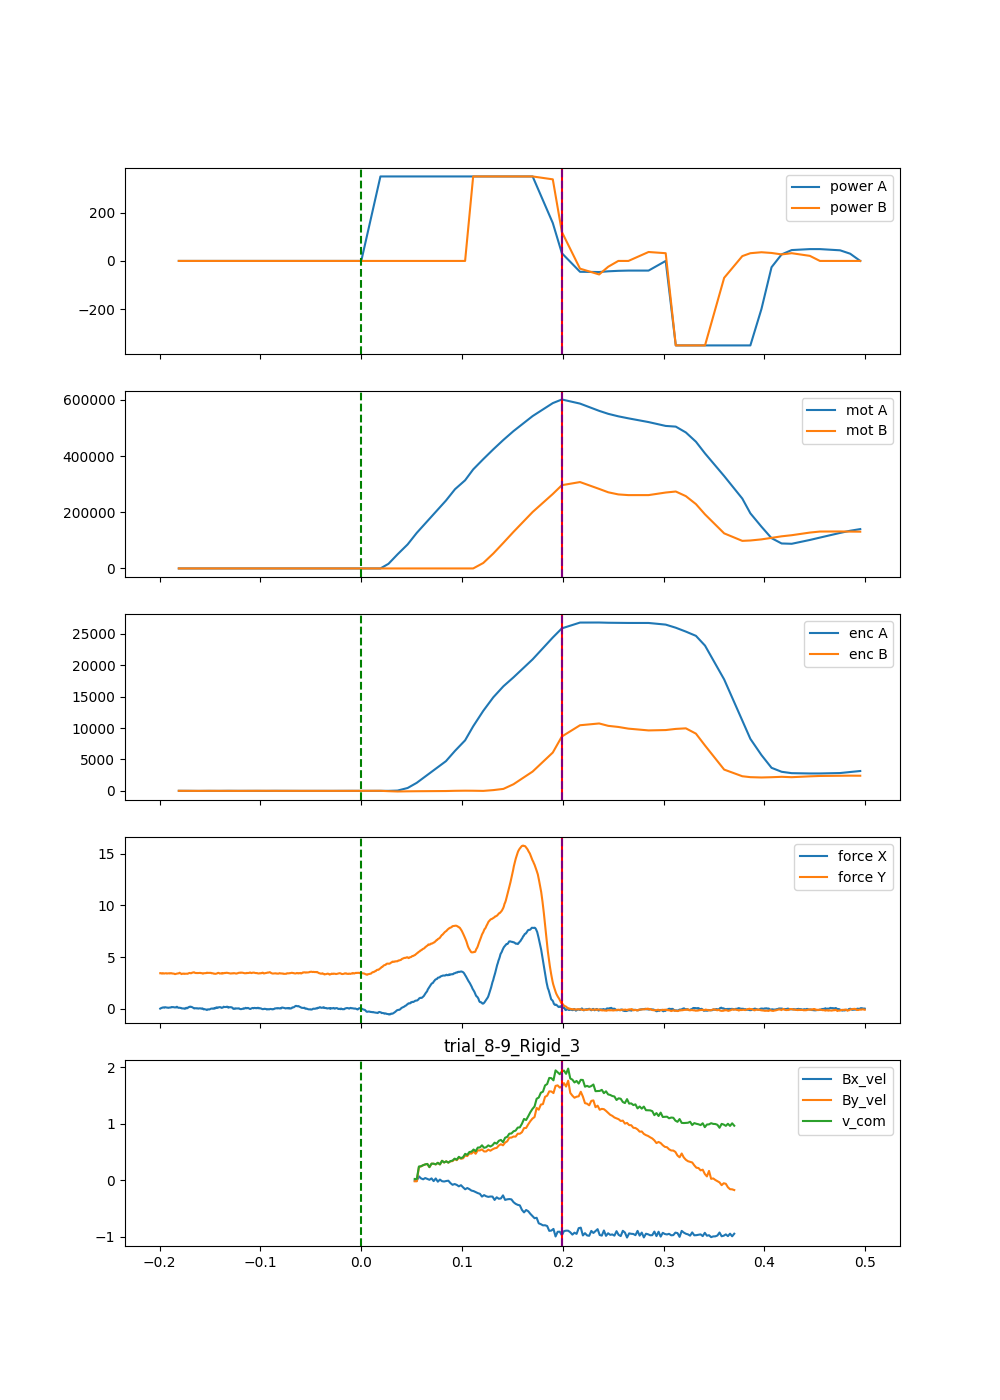 power A
power B
200
0
−200
mot A
mot B
600000
400000
200000
0
enc A
enc B
25000
20000
15000
10000
5000
0
force X
force Y
15
10
5
0
trial_8-9_Rigid_3
Bx_vel
By_vel
v_com
2
1
0
−1
−0.2 −0.1 0.0 0.1 0.2 0.3 0.4 0.5